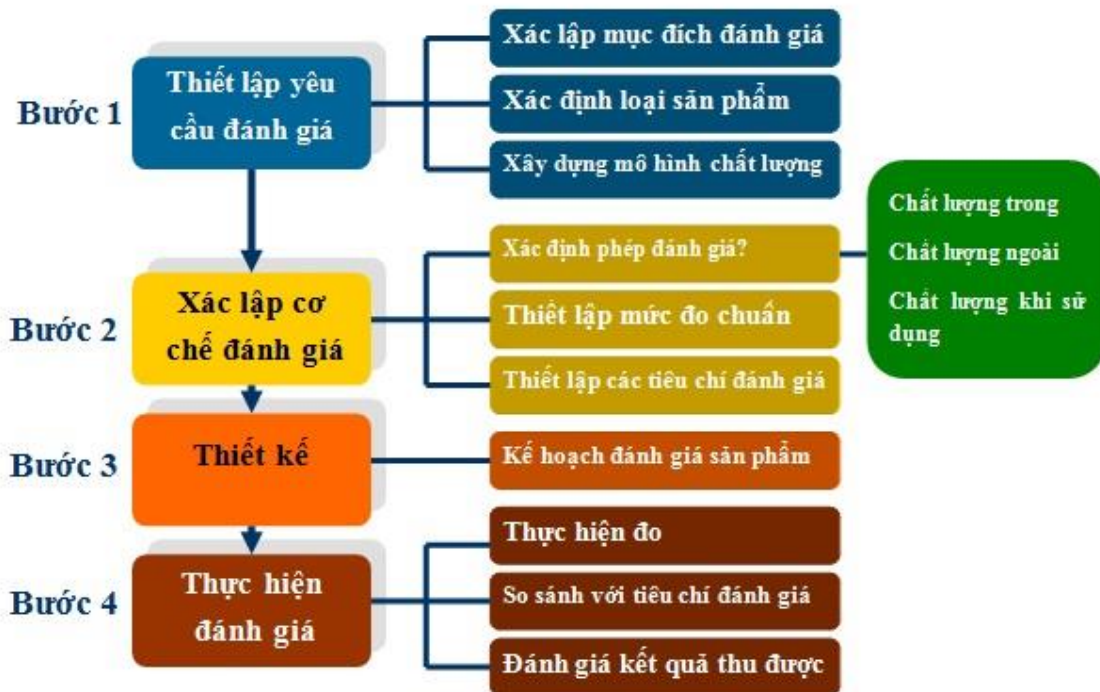 Bước 1
Thiết lập yêu
cầu đánh giá
Xác lập mục đích đánh giá
Xác định loại sản phẩm
Xây dựng mô hình chất lượng
Bước 2
Xác lập cơ
chế đánh giá
Xác định phép đánh giá?
Thiết lập mức đo chuẩn
Thiết lập các tiêu chí đánh giá
Chất lượng trong
Chất lượng ngoài
Chất lượng khi sử
dụng
Bước 3
Thiết kế
Kế hoạch đánh giá sản phẩm
Bước 4
Thực hiện
đánh giá
Thực hiện đo
So sánh với tiêu chí đánh giá
Đánh giá kết quả thu được